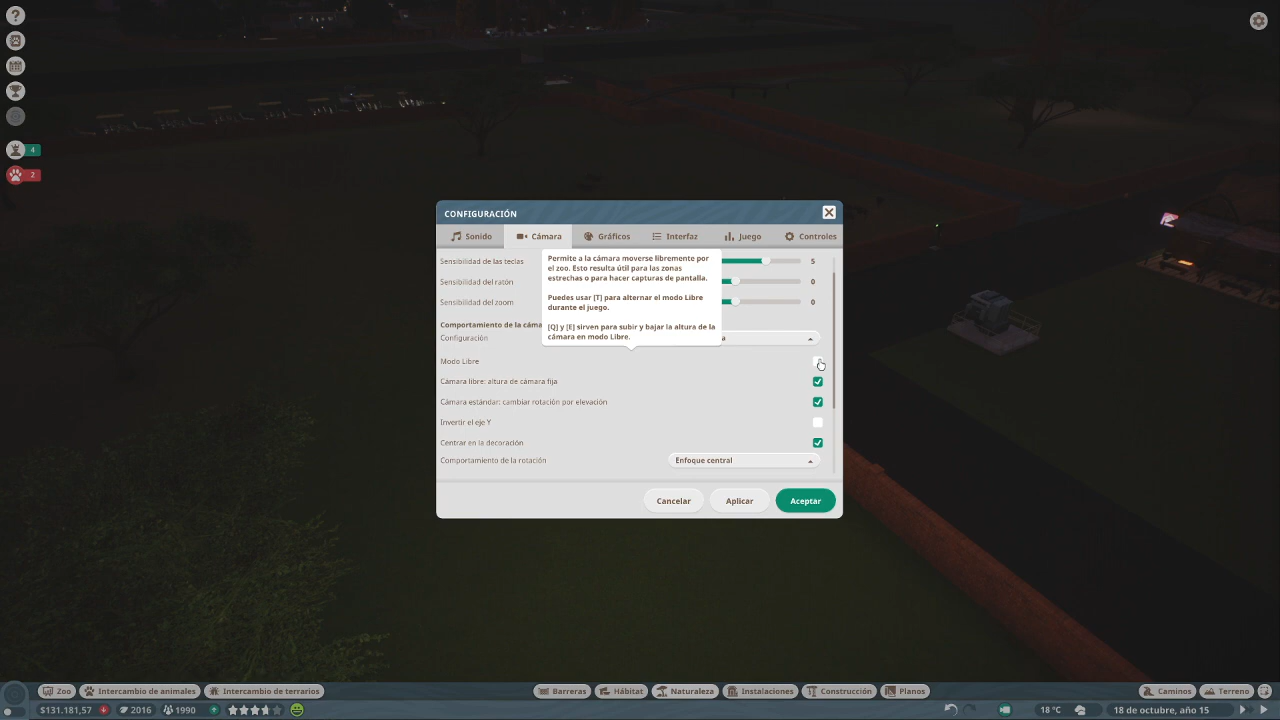 ?
4
2
CONFIGURACIÓN
Sonido
Cámara
Gráficos
Interfaz
Juego
Controles
Sensibilidad de las teclas
5
Sensibilidad del ratón
0
Sensibilidad del zoom
0
Permite a la cámara moverse libremente por
el zoo. Esto resulta útil para las zonas
estrechas o para hacer capturas de pantalla.
Puedes usar [T] para alternar el modo Libre
durante el juego.
[Q] y [E] sirven para subir y bajar la altura de la
cámara en modo Libre.
Comportamiento de la cáma
Configuración
a
Modo Libre
Cámara libre: altura de cámara fija
Cámara estándar: cambiar rotación por elevación
Invertir el eje Y
Centrar en la decoración
Comportamiento de la rotación
Enfoque central
Cancelar
Aplicar
Aceptar
Zoo
Intercambio de animales
Intercambio de terrarios
Barreras
Hábitat
Naturaleza
Instalaciones
Construcción
Planos
Caminos
Terreno
$131.181,57
2016
1990
18 °C
18 de octubre, año 15